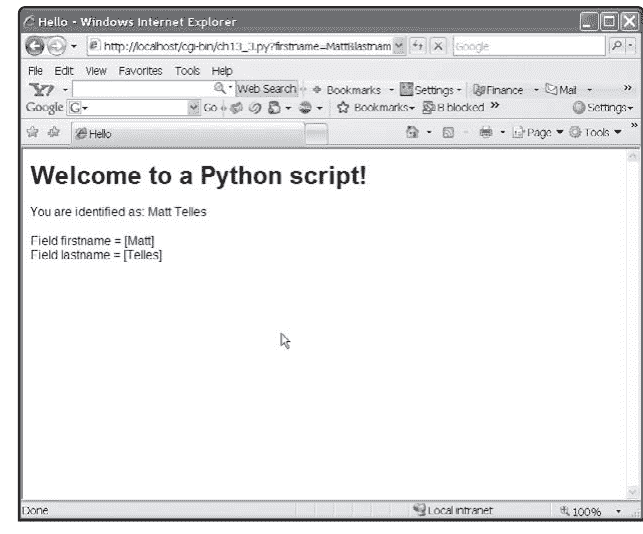 Hello - Windows Internet Explorer
http://localhost/cgi-bin/ch13_3.py?firstname=Matt&lastnam
Google
File Edit View Favorites Tools Help
Y7 Web Search Bookmarks Settings Finance Mail »
Google G Go Bookmarks 8 blocked » Settings
Hello Page Tools »
Welcome to a Python script!
You are identified as: Matt Telles
Field firstname = [Matt]
Field lastname = [Telles]
Done Local intranet 100%